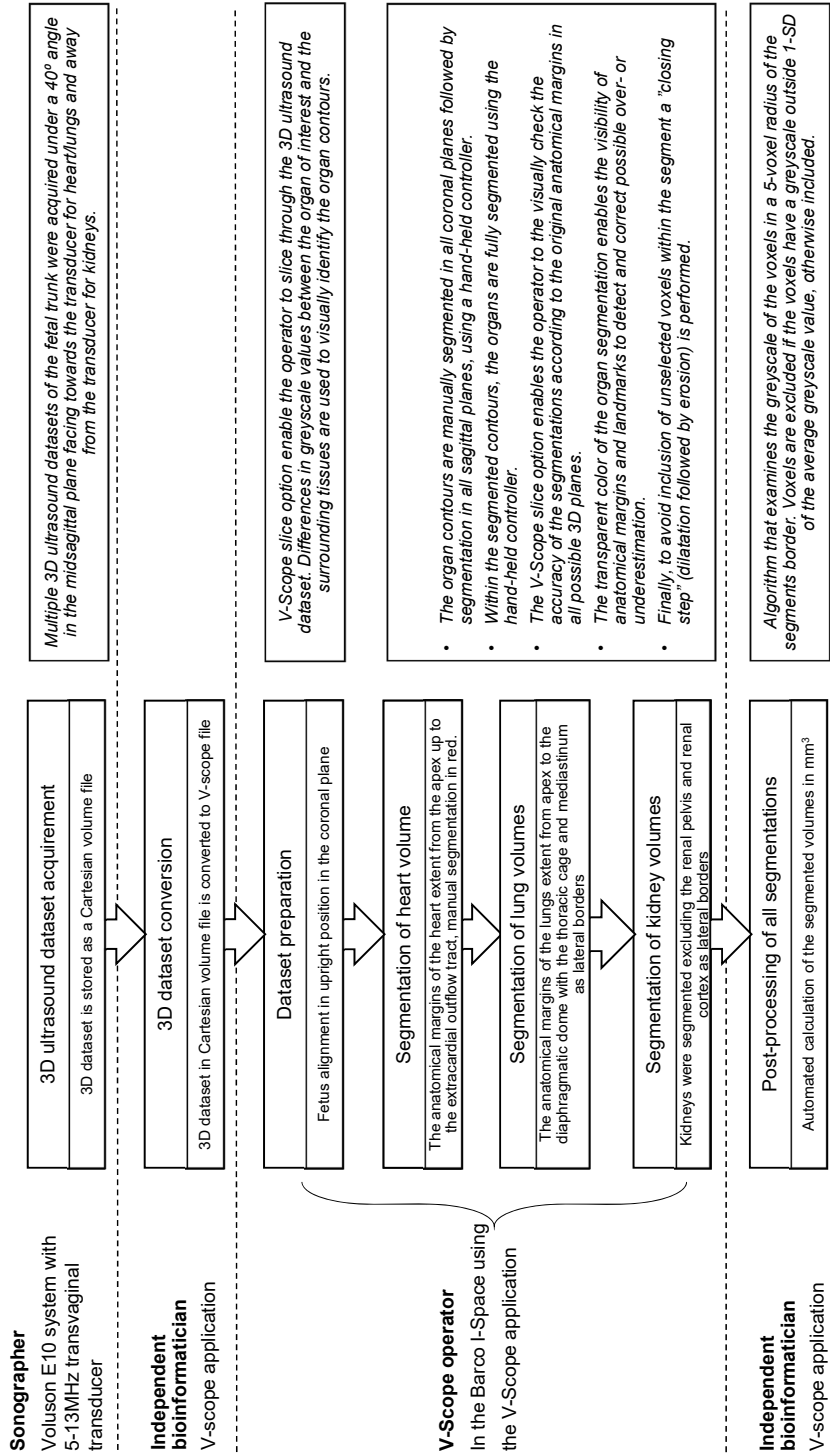 Sonographer
Voluson E10 system with
5-13MHz transvaginal
transducer
3D ultrasound dataset acquirement
3D dataset is stored as a Cartesian volume file
Multiple 3D ultrasound datasets of the fetal trunk were acquired under a 40º angle
in the midsagittal plane facing towards the transducer for heart/lungs and away
from the transducer for kidneys.
Independent
bioinformatician
V-scope application
3D dataset conversion
3D dataset in Cartesian volume file is converted to V-scope file
V-Scope operator
In the Barco I-Space using
the V-Scope application
Dataset preparation
Fetus alignment in upright position in the coronal plane
V-Scope slice option enable the operator to slice through the 3D ultrasound
dataset. Differences in greyscale values between the organ of interest and the
surrounding tissues are used to visually identify the organ contours.
Segmentation of heart volume
The anatomical margins of the heart extent from the apex up to
the extracardial outflow tract, manual segmentation in red.
Segmentation of lung volumes
The anatomical margins of the lungs extent from apex to the
diaphragmatic dome with the thoracic cage and mediastinum
as lateral borders
Segmentation of kidney volumes
Kidneys were segmented excluding the renal pelvis and renal
cortex as lateral borders
• The organ contours are manually segmented in all coronal planes followed by
segmentation in all sagittal planes, using a hand-held controller.
• Within the segmented contours, the organs are fully segmented using the
hand-held controller.
• The V-Scope slice option enables the operator to the visually check the
accuracy of the segmentations according to the original anatomical margins in
all possible 3D planes.
• The transparent color of the organ segmentation enables the visibility of
anatomical margins and landmarks to detect and correct possible over- or
underestimation.
• Finally, to avoid inclusion of unselected voxels within the segment a "closing
step" (dilatation followed by erosion) is performed.
Independent
bioinformatician
V-scope application
Post-processing of all segmentations
Automated calculation of the segmented volumes in mm³
Algorithm that examines the greyscale of the voxels in a 5-voxel radius of the
segments border. Voxels are excluded if the voxels have a greyscale outside 1-SD
of the average greyscale value, otherwise included.